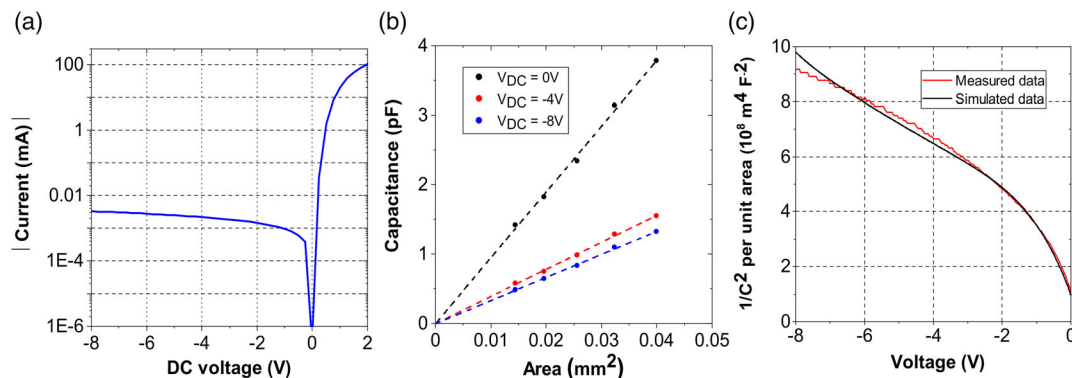 (a)
| Current (mA) |
100
1
0.01
1E-4
1E-6
-8
-6
-4
-2
0
2
DC voltage (V)
(b)
Capacitance (pF)
4
3
2
1
0
V_DC = 0V
V_DC = -4V
V_DC = -8V
0
0.01
0.02
0.03
0.04
0.05
Area (mm²)
(c)
1/C² per unit area (10⁸ m⁴ F⁻²)
10
8
6
4
2
0
Measured data
Simulated data
-8
-6
-4
-2
0
Voltage (V)